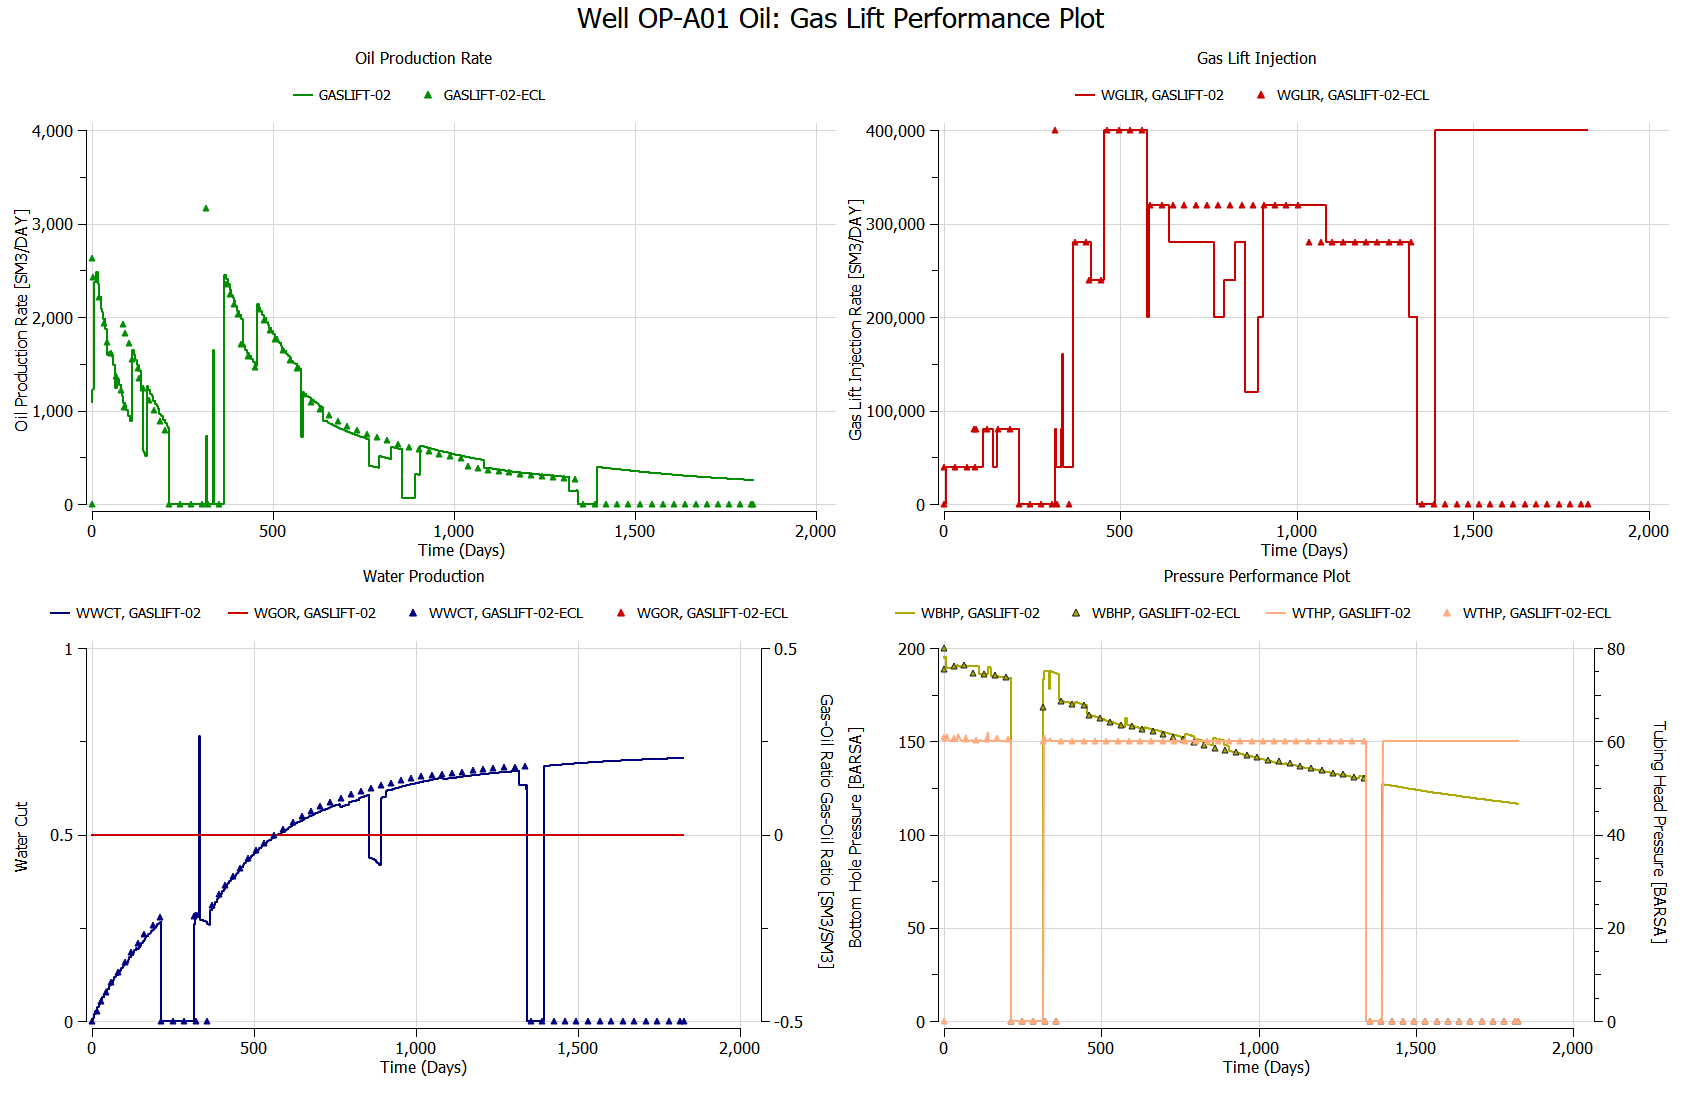 Well OP-A01 Oil: Gas Lift Performance Plot
Oil Production Rate
GASLIFT-02 GASLIFT-02-ECL
4,000
3,000
2,000
1,000
0
Oil Production Rate [SM3/DAY]
0 500 1,000 1,500 2,000
Time (Days)
Gas Lift Injection
WGLIR, GASLIFT-02 WGLIR, GASLIFT-02-ECL
400,000
300,000
200,000
100,000
0
Gas Lift Injection Rate [SM3/DAY]
0 500 1,000 1,500 2,000
Time (Days)
Water Production
WWCT, GASLIFT-02 WGOR, GASLIFT-02 WWCT, GASLIFT-02-ECL WGOR, GASLIFT-02-ECL
1
0.5
0
Water Cut
0.5
0
-0.5
Gas-Oil Ratio Gas-Oil Ratio [SM3/SM3]
0 500 1,000 1,500 2,000
Time (Days)
Pressure Performance Plot
WBHP, GASLIFT-02 WBHP, GASLIFT-02-ECL WTHP, GASLIFT-02 WTHP, GASLIFT-02-ECL
200
150
100
50
0
Bottom Hole Pressure [BARSA]
80
60
40
20
0
Tubing Head Pressure [BARSA]
0 500 1,000 1,500 2,000
Time (Days)